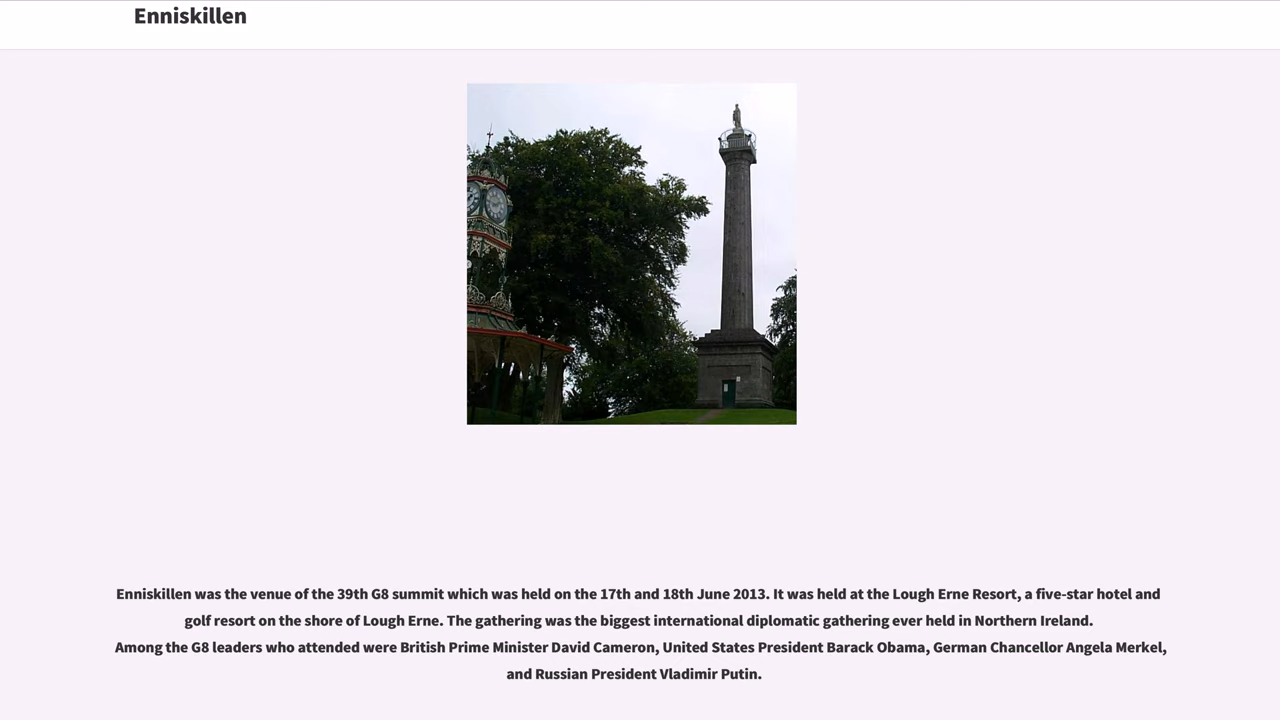 Enniskillen
Enniskillen was the venue of the 39th G8 summit which was held on the 17th and 18th June 2013. It was held at the Lough Erne Resort, a five-star hotel and
golf resort on the shore of Lough Erne. The gathering was the biggest international diplomatic gathering ever held in Northern Ireland.
Among the G8 leaders who attended were British Prime Minister David Cameron, United States President Barack Obama, German Chancellor Angela Merkel,
and Russian President Vladimir Putin.